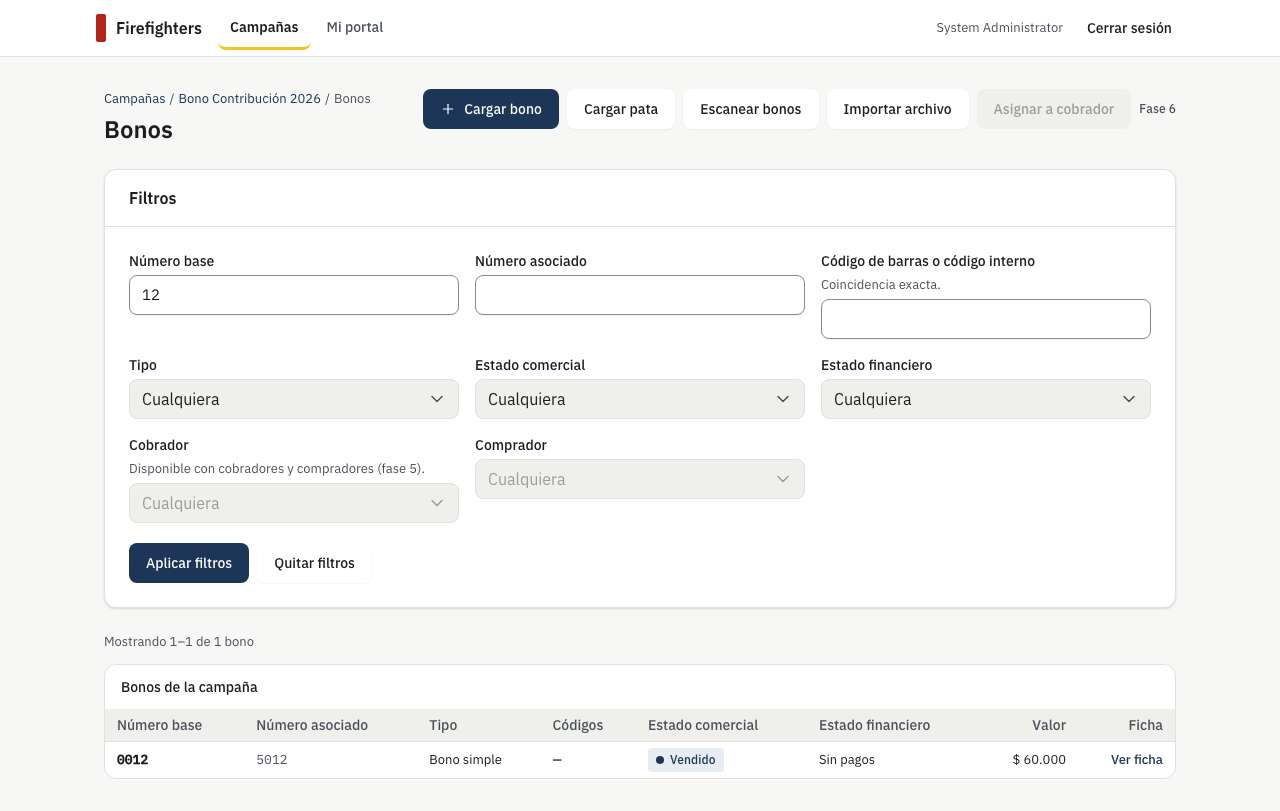 Firefighters Campañas Mi portal System Administrator Cerrar sesión
Campañas / Bono Contribución 2026 / Bonos
Bonos
+ Cargar bono Cargar pata Escanear bonos Importar archivo Asignar a cobrador Fase 6
Filtros
Número base Número asociado Código de barras o código interno
Coincidencia exacta.
12
Tipo Estado comercial Estado financiero
Cualquiera Cualquiera Cualquiera
Cobrador Comprador
Disponible con cobradores y compradores (fase 5).
Cualquiera Cualquiera
Aplicar filtros Quitar filtros
Mostrando 1–1 de 1 bono
Bonos de la campaña
Número base Número asociado Tipo Códigos Estado comercial Estado financiero Valor Ficha
0012 5012 Bono simple — Vendido Sin pagos $ 60.000 Ver ficha